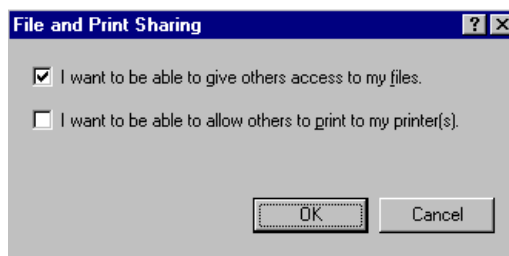 File and Print Sharing
I want to be able to give others access to my files.
I want to be able to allow others to print to my printer(s).
OK Cancel